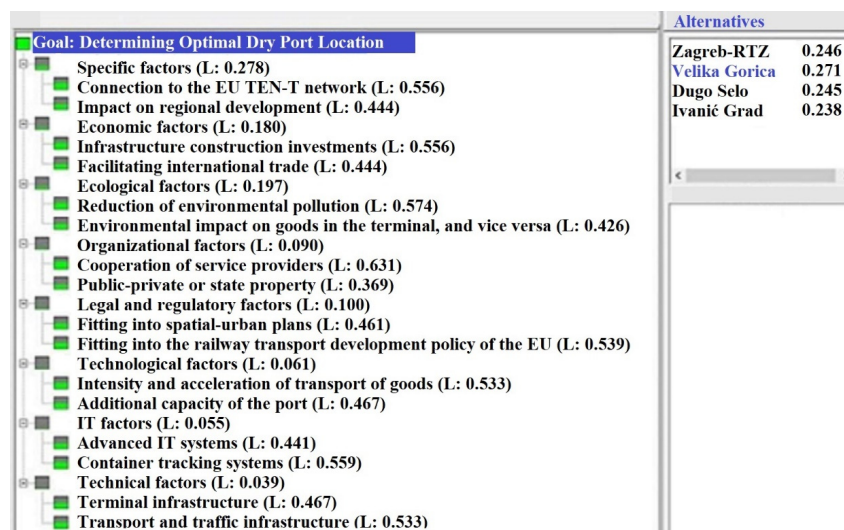 Goal: Determining Optimal Dry Port Location
Specific factors (L: 0.278)
Connection to the EU TEN-T network (L: 0.556)
Impact on regional development (L: 0.444)
Economic factors (L: 0.180)
Infrastructure construction investments (L: 0.556)
Facilitating international trade (L: 0.444)
Ecological factors (L: 0.197)
Reduction of environmental pollution (L: 0.574)
Environmental impact on goods in the terminal, and vice versa (L: 0.426)
Organizational factors (L: 0.090)
Cooperation of service providers (L: 0.631)
Public-private or state property (L: 0.369)
Legal and regulatory factors (L: 0.100)
Fitting into spatial-urban plans (L: 0.461)
Fitting into the railway transport development policy of the EU (L: 0.539)
Technological factors (L: 0.061)
Intensity and acceleration of transport of goods (L: 0.533)
Additional capacity of the port (L: 0.467)
IT factors (L: 0.055)
Advanced IT systems (L: 0.441)
Container tracking systems (L: 0.559)
Technical factors (L: 0.039)
Terminal infrastructure (L: 0.467)
Transport and traffic infrastructure (L: 0.533)
Alternatives
Zagreb-RTZ 0.246
Velika Gorica 0.271
Dugo Selo 0.245
Ivanić Grad 0.238